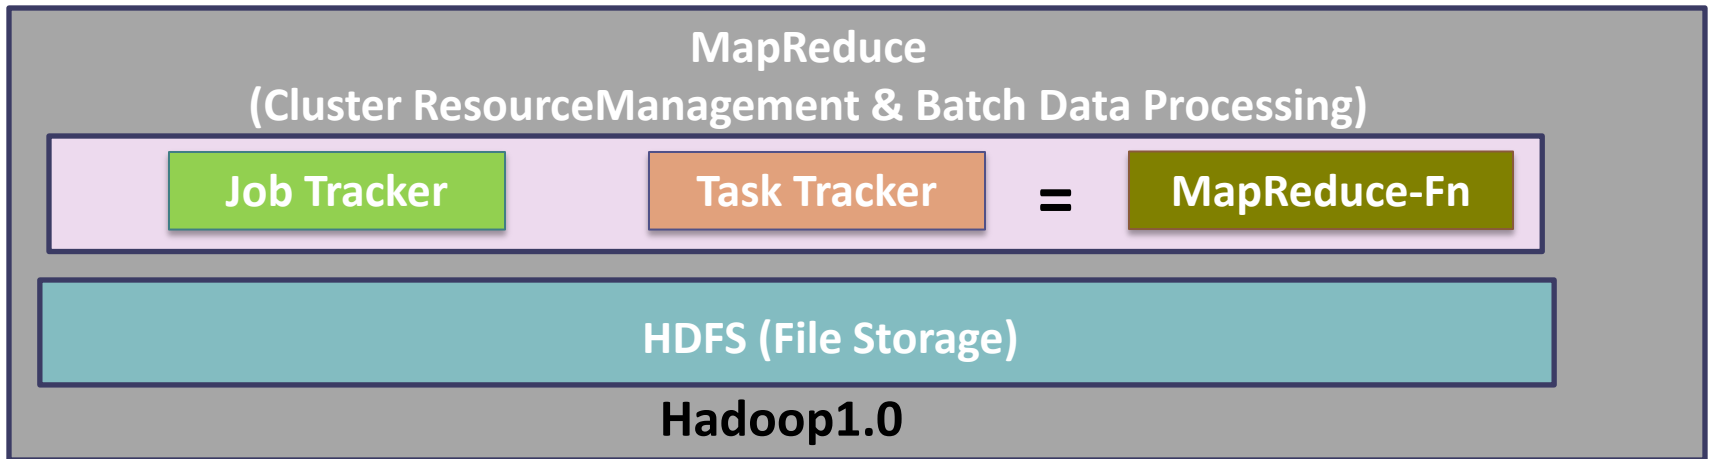 MapReduce
(Cluster ResourceManagement & Batch Data Processing)
Job Tracker Task Tracker = MapReduce-Fn
HDFS (File Storage)
Hadoop1.0